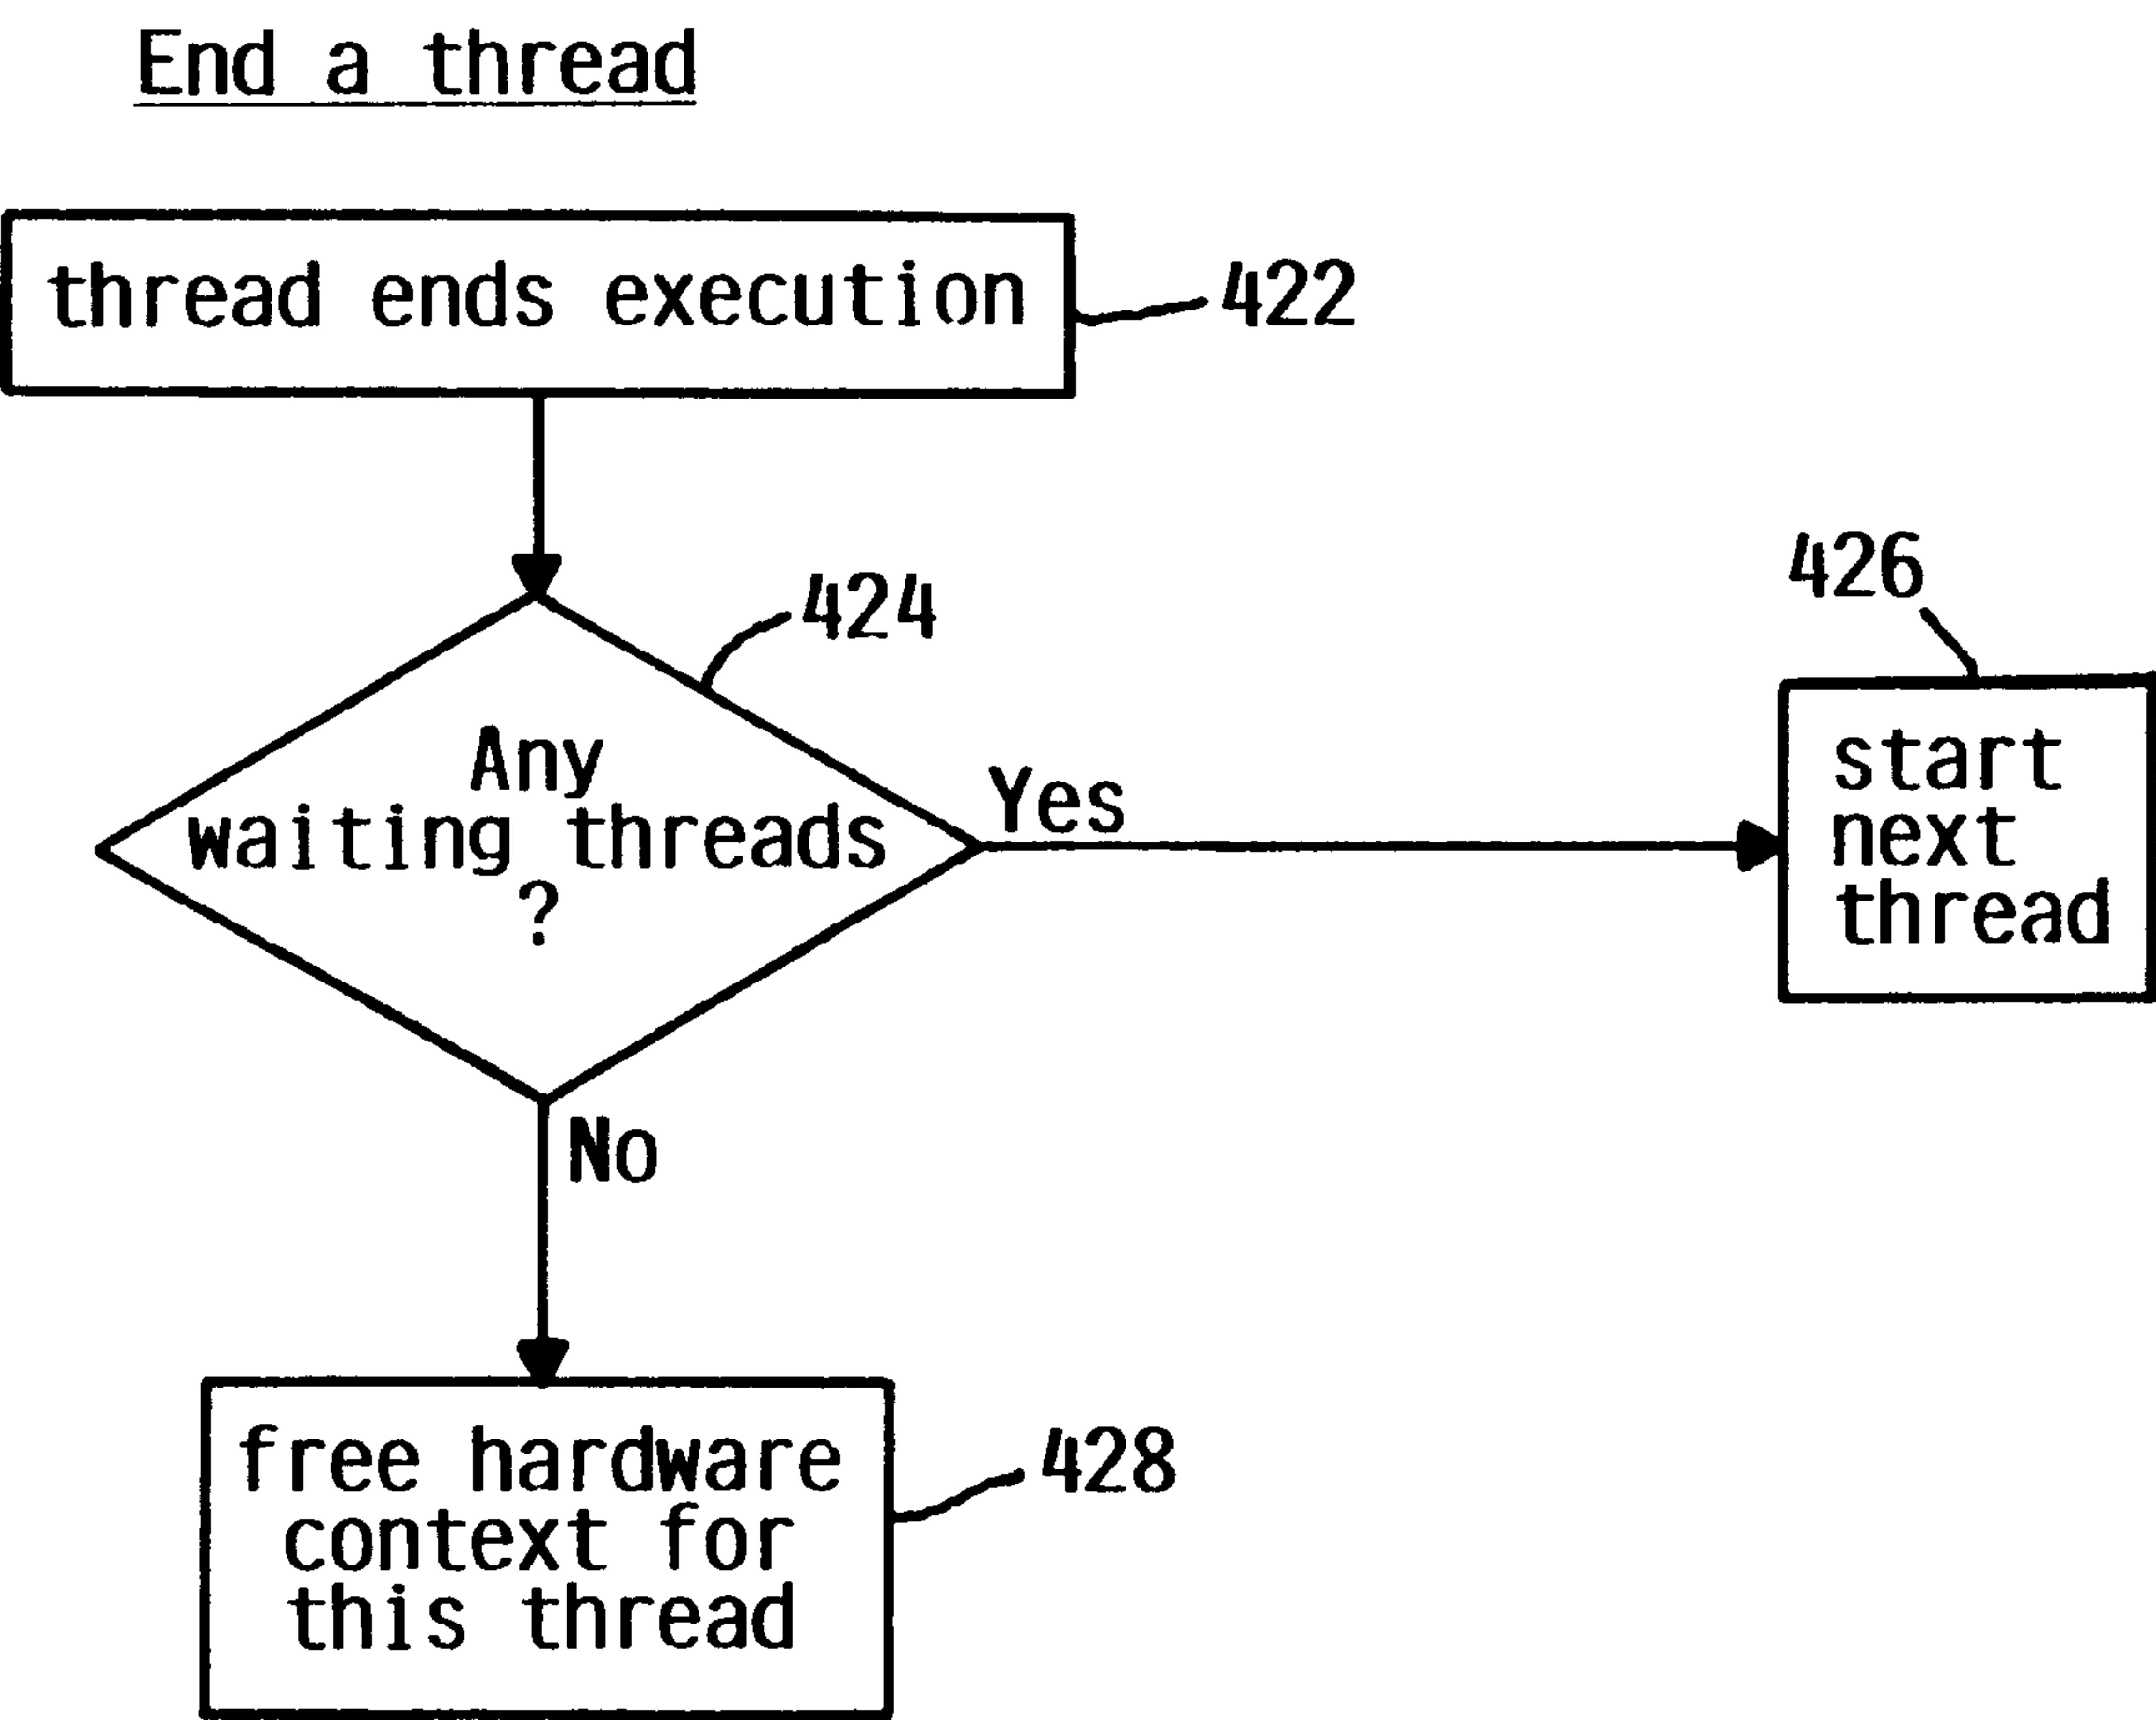 End a thread
thread ends execution
422
424
426
Any
waiting threads
?
Yes
start
next
thread
No
free hardware
context for
this thread
428